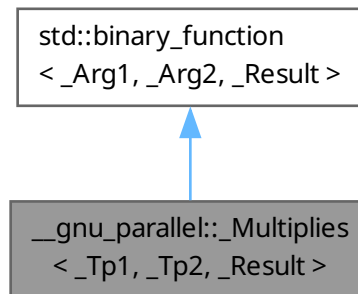 std::binary_function
< _Arg1, _Arg2, _Result >
__gnu_parallel::_Multiplies
< _Tp1, _Tp2, _Result >